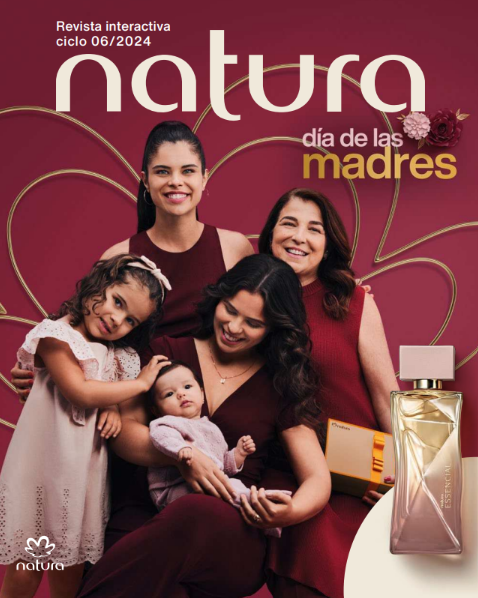 Revista interactiva
ciclo 06/2024
natura
día de las
madres
ESSENCIAL
natura